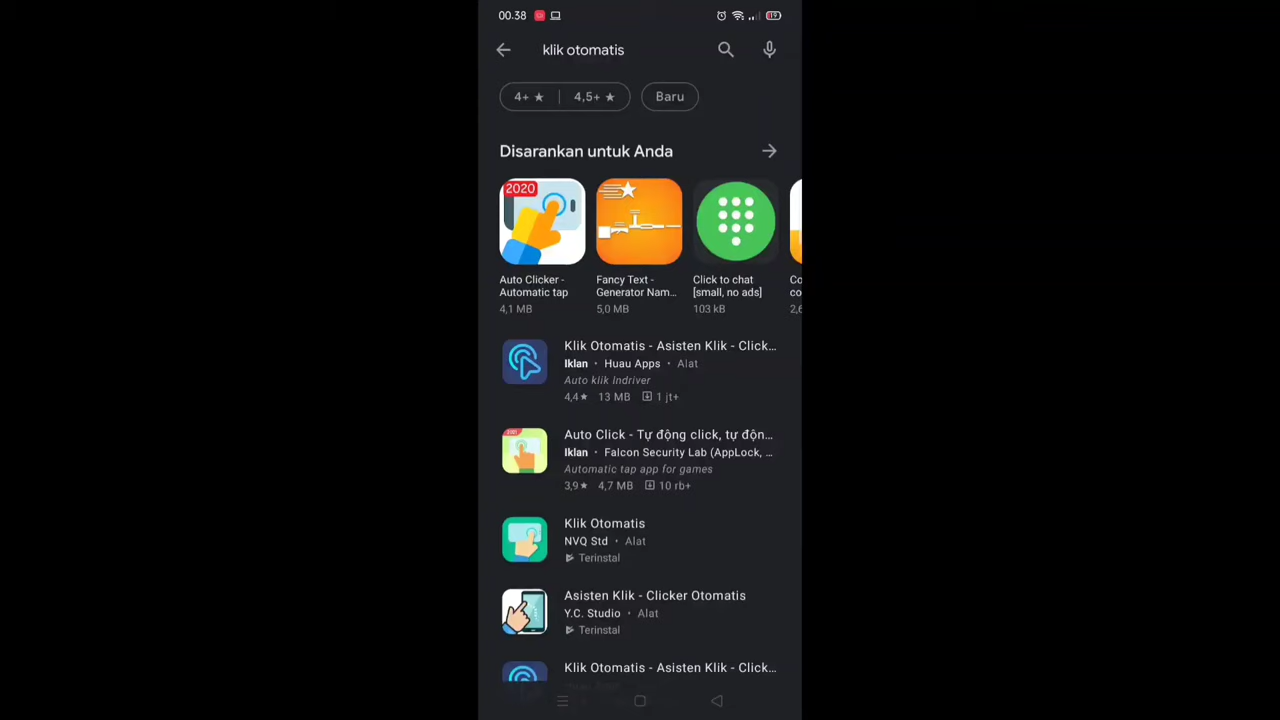 00.38
klik otomatis
4+ ★ | 4,5+ ★
Baru
Disarankan untuk Anda
2020
Auto Clicker -
Automatic tap
4,1 MB
Fancy Text -
Generator Nam...
5,0 MB
Click to chat
[small, no ads]
103 kB
Co
co
2,6
Klik Otomatis - Asisten Klik - Click...
Iklan • Huau Apps • Alat
Auto klik Indriver
4,4★ 13 MB 1 jt+
Auto Click - Tự động click, tự độn...
Iklan • Falcon Security Lab (AppLock, ...
Automatic tap app for games
3,9★ 4,7 MB 10 rb+
Klik Otomatis
NVQ Std • Alat
Terinstal
Asisten Klik - Clicker Otomatis
Y.C. Studio • Alat
Terinstal
Klik Otomatis - Asisten Klik - Click...